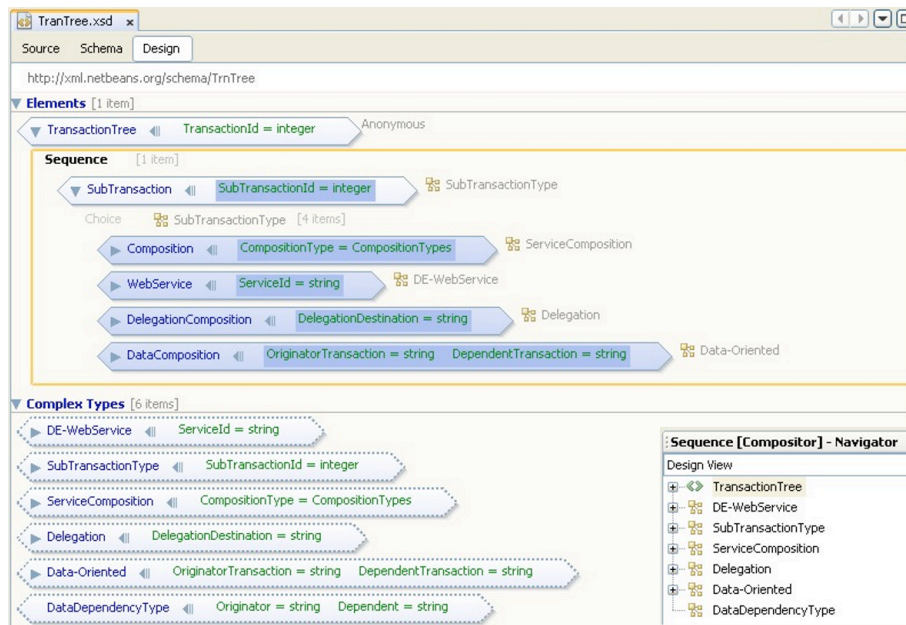 TranTree.xsd x
Source Schema Design
http://xml.netbeans.org/schema/TrnTree
Elements [1 item]
TransactionTree TransactionId = integer Anonymous
Sequence [1 item]
SubTransaction SubTransactionId = integer SubTransactionType
Choice SubTransactionType [4 items]
Composition CompositionType = CompositionTypes ServiceComposition
WebService ServiceId = string DE-WebService
DelegationComposition DelegationDestination = string Delegation
DataComposition OriginatorTransaction = string DependentTransaction = string Data-Oriented
Complex Types [6 items]
DE-WebService ServiceId = string
SubTransactionType SubTransactionId = integer
ServiceComposition CompositionType = CompositionTypes
Delegation DelegationDestination = string
Data-Oriented OriginatorTransaction = string DependentTransaction = string
DataDependencyType Originator = string Dependent = string
Sequence [Compositor] - Navigator
Design View
TransactionTree
DE-WebService
SubTransactionType
ServiceComposition
Delegation
Data-Oriented
DataDependencyType